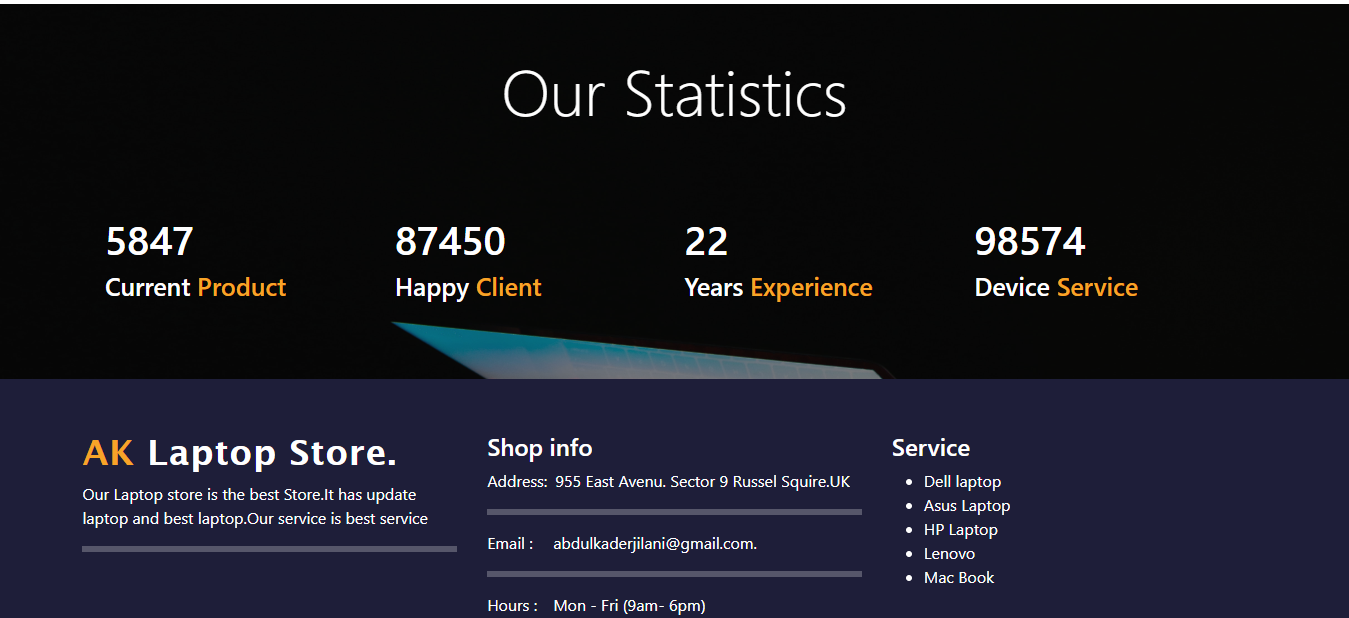 Our Statistics
5847
Current Product
87450
Happy Client
22
Years Experience
98574
Device Service
AK Laptop Store.
Our Laptop store is the best Store.It has update
laptop and best laptop.Our service is best service
Shop info
Address: 955 East Avenu. Sector 9 Russel Squire.UK
Email : abdulkaderjilani@gmail.com.
Hours : Mon - Fri (9am- 6pm)
Service
Dell laptop
Asus Laptop
HP Laptop
Lenovo
Mac Book